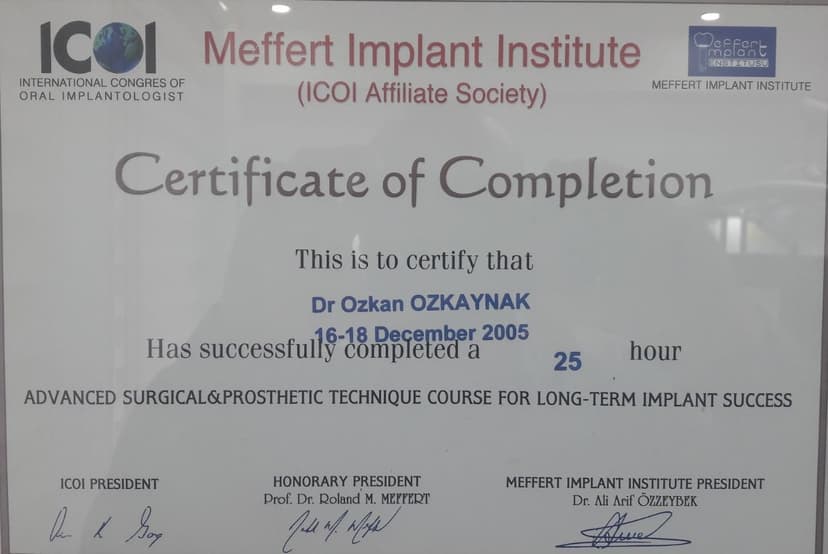 ICOI
INTERNATIONAL CONGRES OF
ORAL IMPLANTOLOGIST
Meffert Implant Institute
(ICOI Affiliate Society)
Meffert
implant
ENSTITUSU
MEFFERT IMPLANT INSTITUTE
Certificate of Completion
This is to certify that
Dr Ozkan OZKAYNAK
16-18 December 2005
Has successfully completed a 25 hour
ADVANCED SURGICAL&PROSTHETIC TECHNIQUE COURSE FOR LONG-TERM IMPLANT SUCCESS
ICOI PRESIDENT
HONORARY PRESIDENT
Prof. Dr. Roland M. MEFFERT
MEFFERT IMPLANT INSTITUTE PRESIDENT
Dr. Ali Arif ÖZZEYBEK